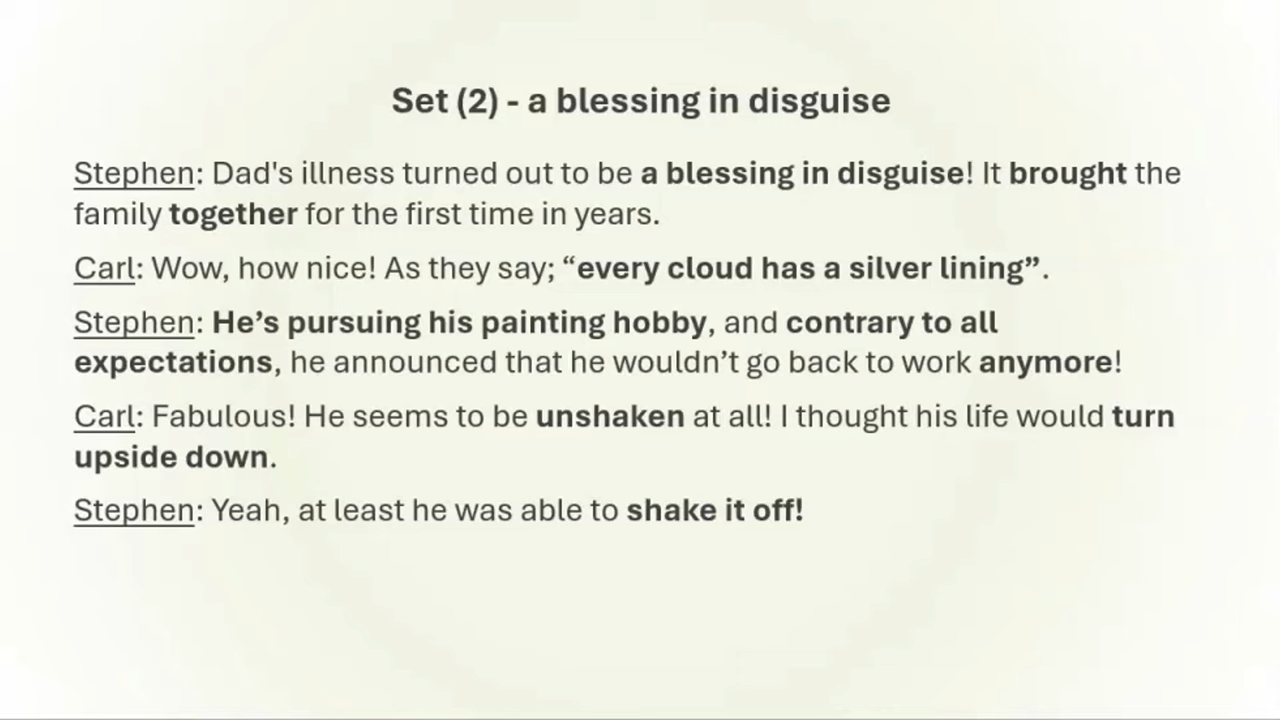 Set (2) - a blessing in disguise
Stephen: Dad's illness turned out to be a blessing in disguise! It brought the
family together for the first time in years.
Carl: Wow, how nice! As they say; “every cloud has a silver lining”.
Stephen: He’s pursuing his painting hobby, and contrary to all
expectations, he announced that he wouldn’t go back to work anymore!
Carl: Fabulous! He seems to be unshaken at all! I thought his life would turn
upside down.
Stephen: Yeah, at least he was able to shake it off!